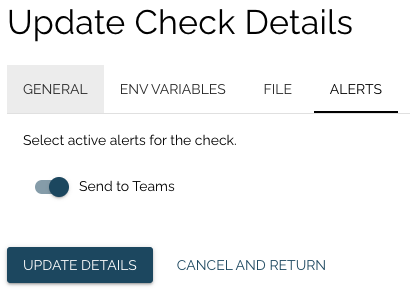 Update Check Details
GENERAL ENV VARIABLES FILE ALERTS
Select active alerts for the check.
Send to Teams
UPDATE DETAILS CANCEL AND RETURN